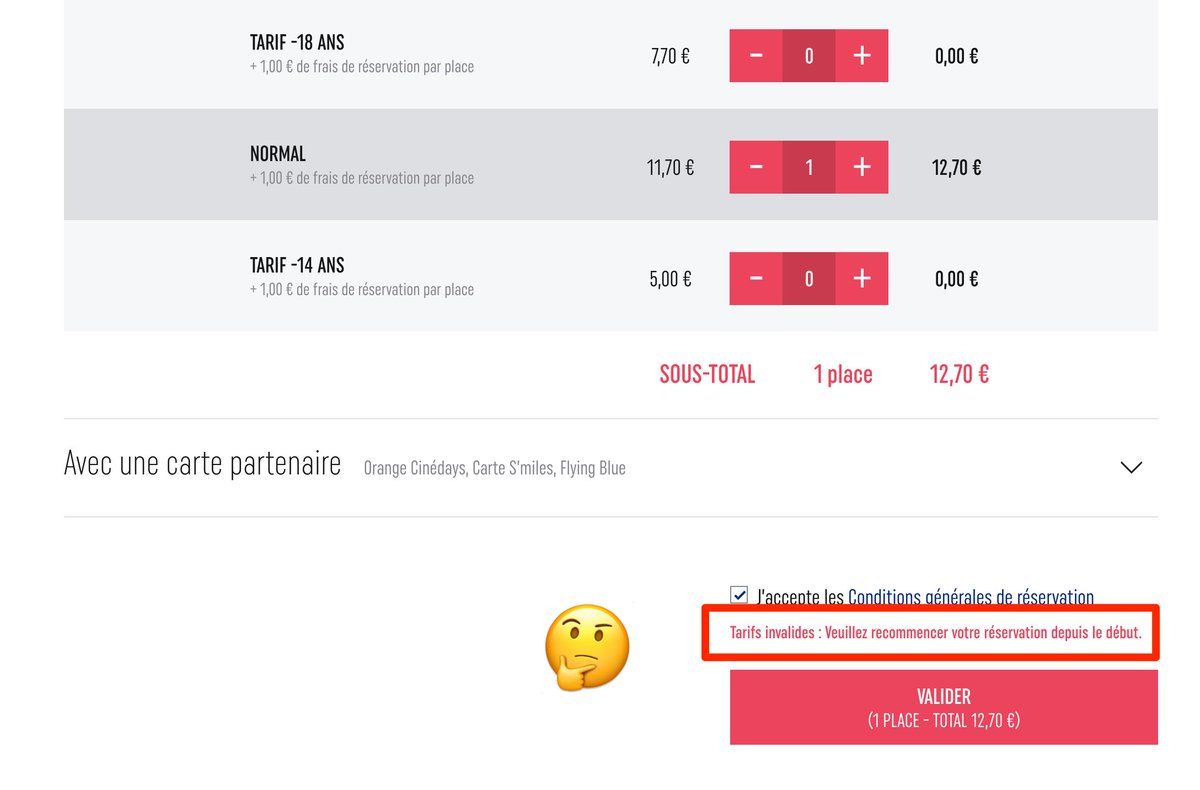 TARIF -18 ANS
+ 1,00 € de frais de réservation par place
7,70 €
-
0
+
0,00 €
NORMAL
+ 1,00 € de frais de réservation par place
11,70 €
-
1
+
12,70 €
TARIF -14 ANS
+ 1,00 € de frais de réservation par place
5,00 €
-
0
+
0,00 €
SOUS-TOTAL 1 place 12,70 €
Avec une carte partenaire Orange Cinédays, Carte S'miles, Flying Blue
J'accepte les Conditions générales de réservation
Tarifs invalides : Veuillez recommencer votre réservation depuis le début.
VALIDER
(1 PLACE - TOTAL 12,70 €)